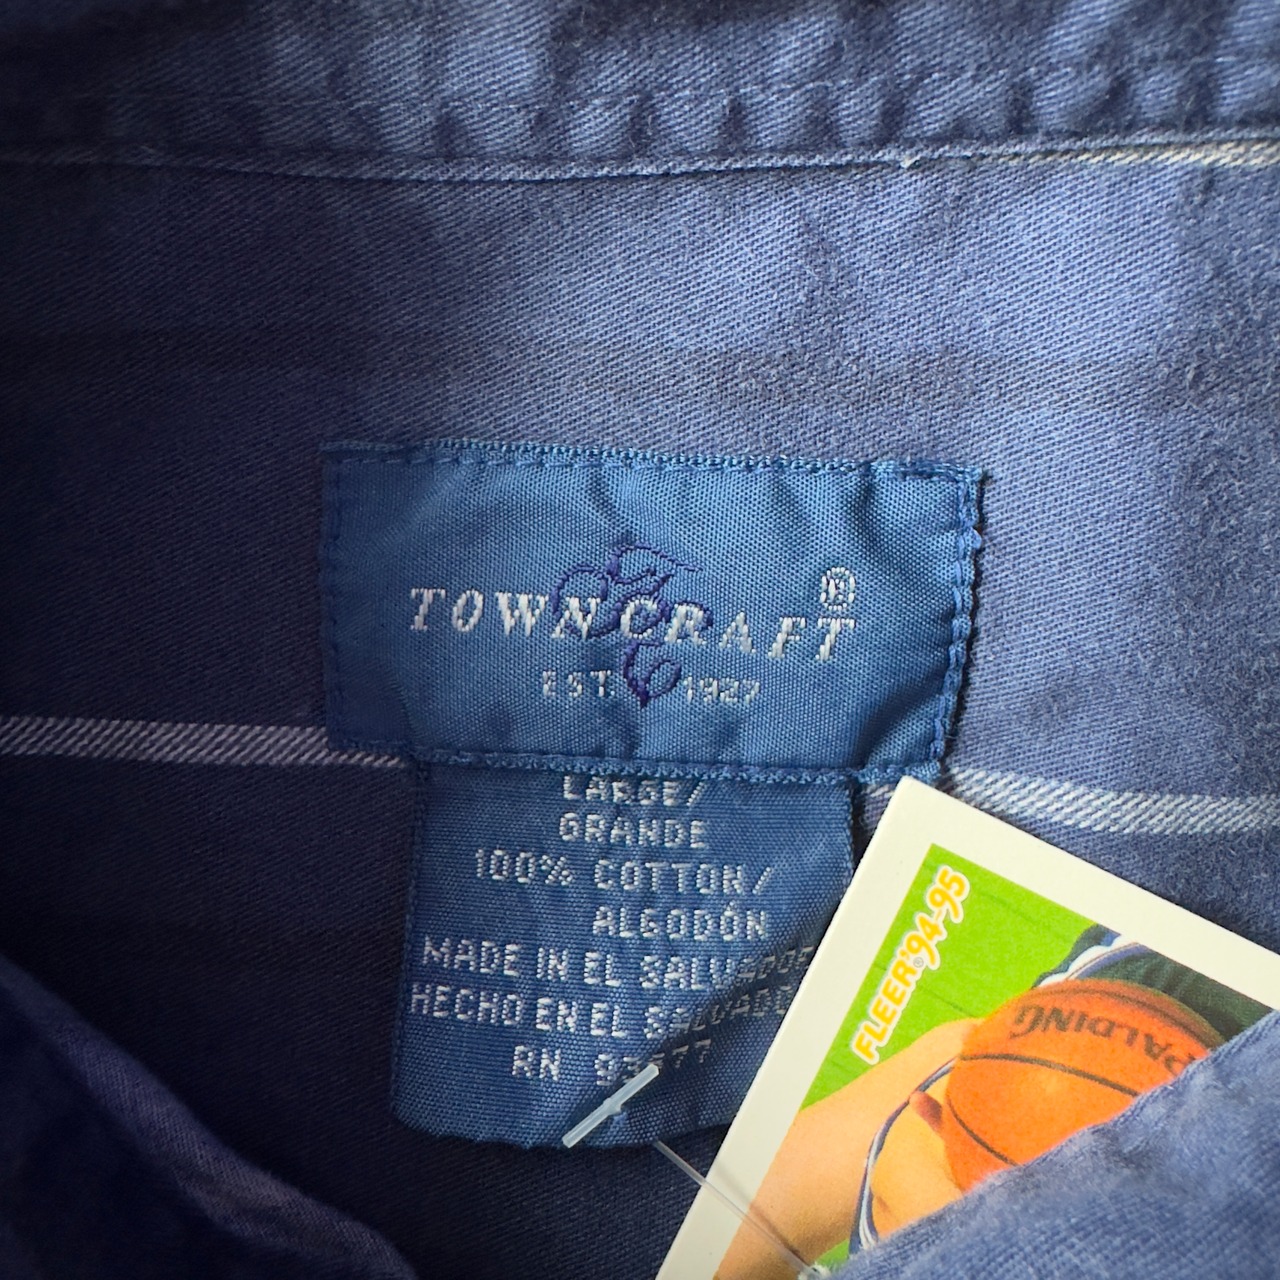 TOWNCRAFT®
EST 1927
LARGE/
GRANDE
100% COTTON/
ALGODÓN
MADE IN EL SALVADOR
HECHO EN EL SALVADOR
RN
FLEER'94-95
SPALDING